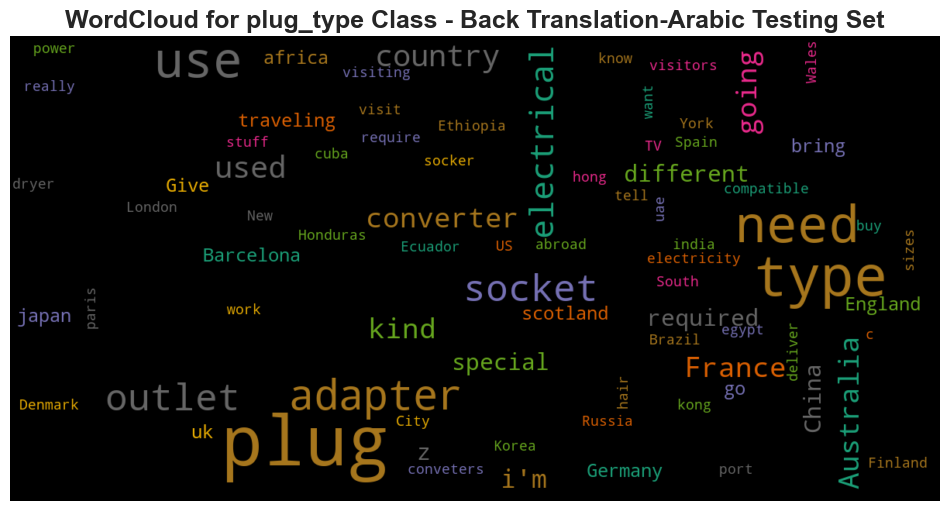 WordCloud for plug_type Class - Back Translation-Arabic Testing Set
power
use
africa
country
visiting
really
electrical
know
visitors
going
Wales
want
traveling
visit
Ethiopia
require
stuff
cuba
York
TV
Spain
bring
dryer
Give
used
socker
hong
different
compatible
tell
uae
London
New
converter
need
buy
Honduras
Barcelona
Ecuador
US
abroad
india
electricity
sizes
type
socket
South
England
japan
paris
work
kind
scotland
required
egypt
Brazil
c
special
France
deliver
Australia
go
China
outlet
adapter
hair
kong
Denmark
uk
plug
City
Russia
z
Korea
conveters
i'm
Germany
port
Finland